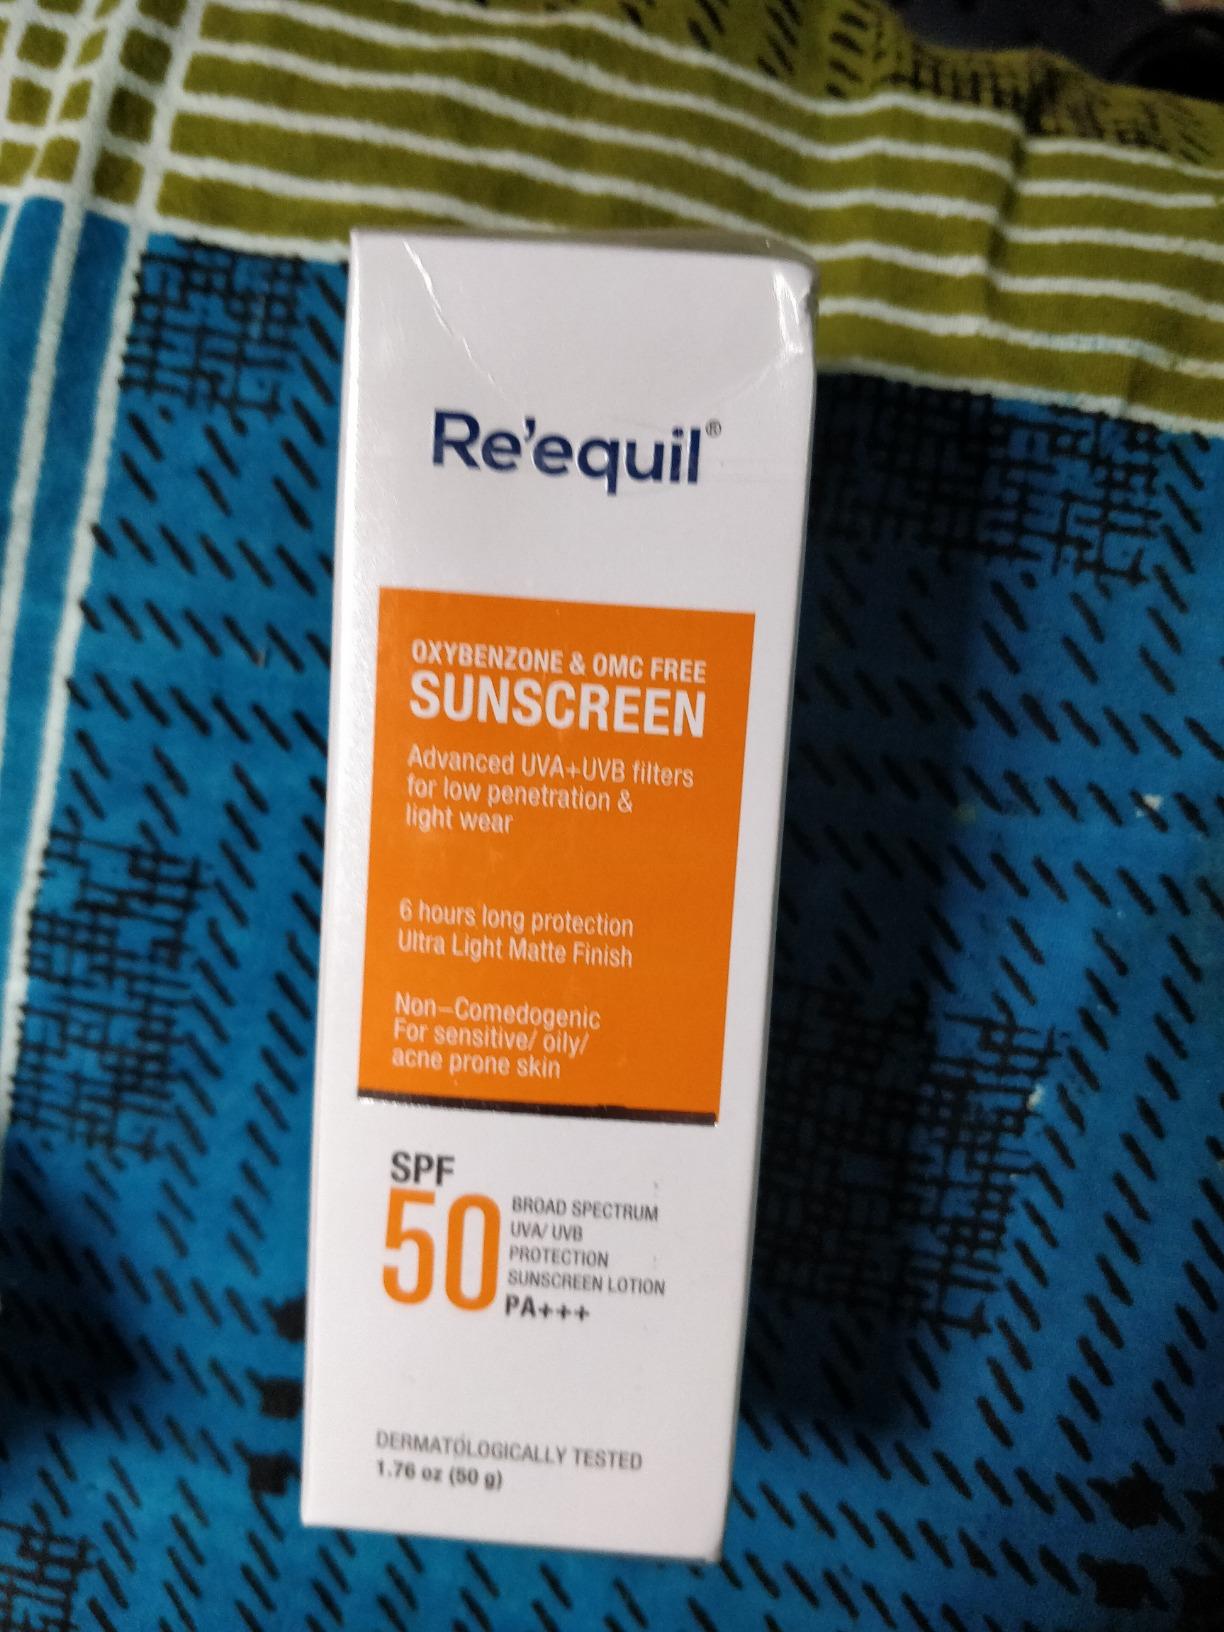 Re'equil®
OXYBENZONE & OMC FREE
SUNSCREEN
Advanced UVA+UVB filters
for low penetration &
light wear
6 hours long protection
Ultra Light Matte Finish
Non-Comedogenic
For sensitive/ oily/
acne prone skin
SPF
50
BROAD SPECTRUM
UVA/ UVB
PROTECTION
SUNSCREEN LOTION
PA+++
DERMATOLOGICALLY TESTED
1.76 oz (50 g)